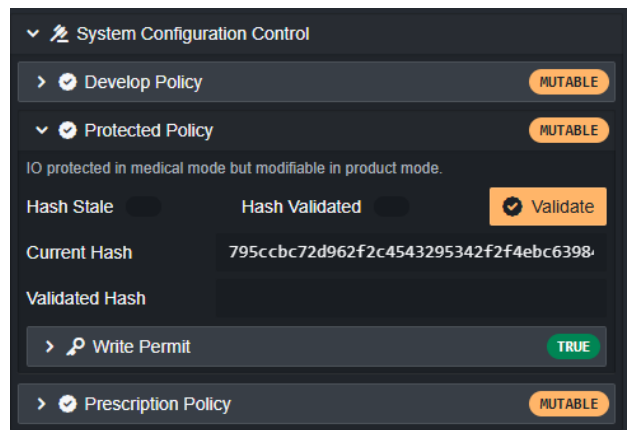 System Configuration Control
Develop Policy MUTABLE
Protected Policy MUTABLE
IO protected in medical mode but modifiable in product mode.
Hash Stale Hash Validated Validate
Current Hash 795ccbc72d962f2c4543295342f2f4ebc6398
Validated Hash
Write Permit TRUE
Prescription Policy MUTABLE